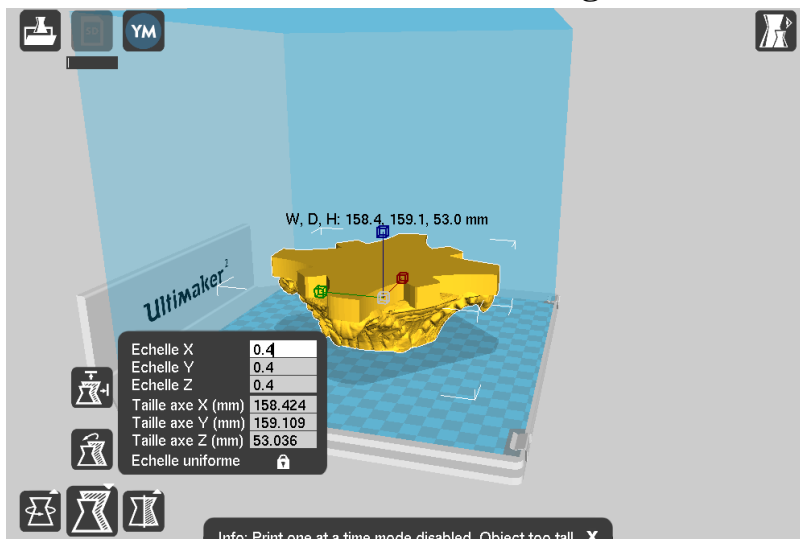 SD
YM
W, D, H: 158.4, 159.1, 53.0 mm
Ultimaker²
Echelle X 0.4
Echelle Y 0.4
Echelle Z 0.4
Taille axe X (mm) 158.424
Taille axe Y (mm) 159.109
Taille axe Z (mm) 53.036
Echelle uniforme
Info: Print one at a time mode disabled. Object too tall. X